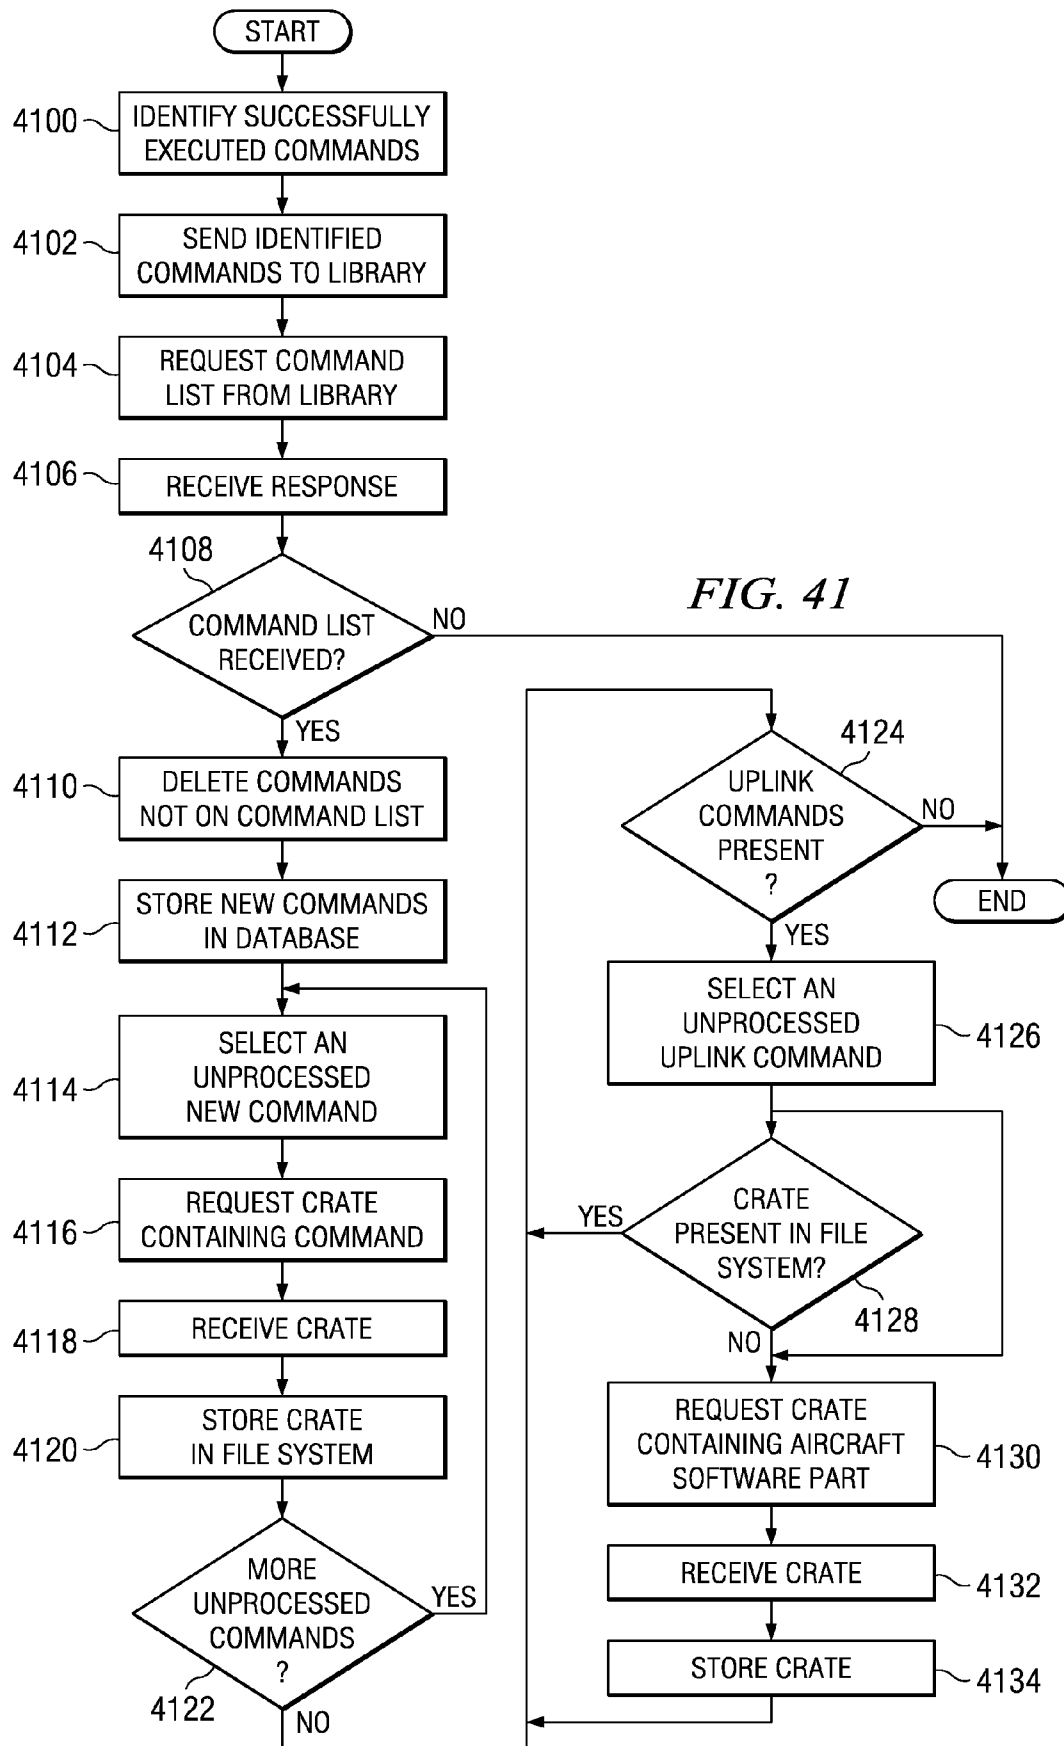 START
4100
IDENTIFY SUCCESSFULLY
EXECUTED COMMANDS
4102
SEND IDENTIFIED
COMMANDS TO LIBRARY
4104
REQUEST COMMAND
LIST FROM LIBRARY
4106
RECEIVE RESPONSE
4108
COMMAND LIST
RECEIVED?
NO
YES
FIG. 41
4110
DELETE COMMANDS
NOT ON COMMAND LIST
4112
STORE NEW COMMANDS
IN DATABASE
4114
SELECT AN
UNPROCESSED
NEW COMMAND
4116
REQUEST CRATE
CONTAINING COMMAND
4118
RECEIVE CRATE
4120
STORE CRATE
IN FILE SYSTEM
MORE
UNPROCESSED
COMMANDS
?
YES
4122
NO
4124
UPLINK
COMMANDS
PRESENT
?
NO
END
YES
SELECT AN
UNPROCESSED
UPLINK COMMAND
4126
CRATE
PRESENT IN FILE
SYSTEM?
YES
4128
NO
REQUEST CRATE
CONTAINING AIRCRAFT
SOFTWARE PART
4130
RECEIVE CRATE
4132
STORE CRATE
4134